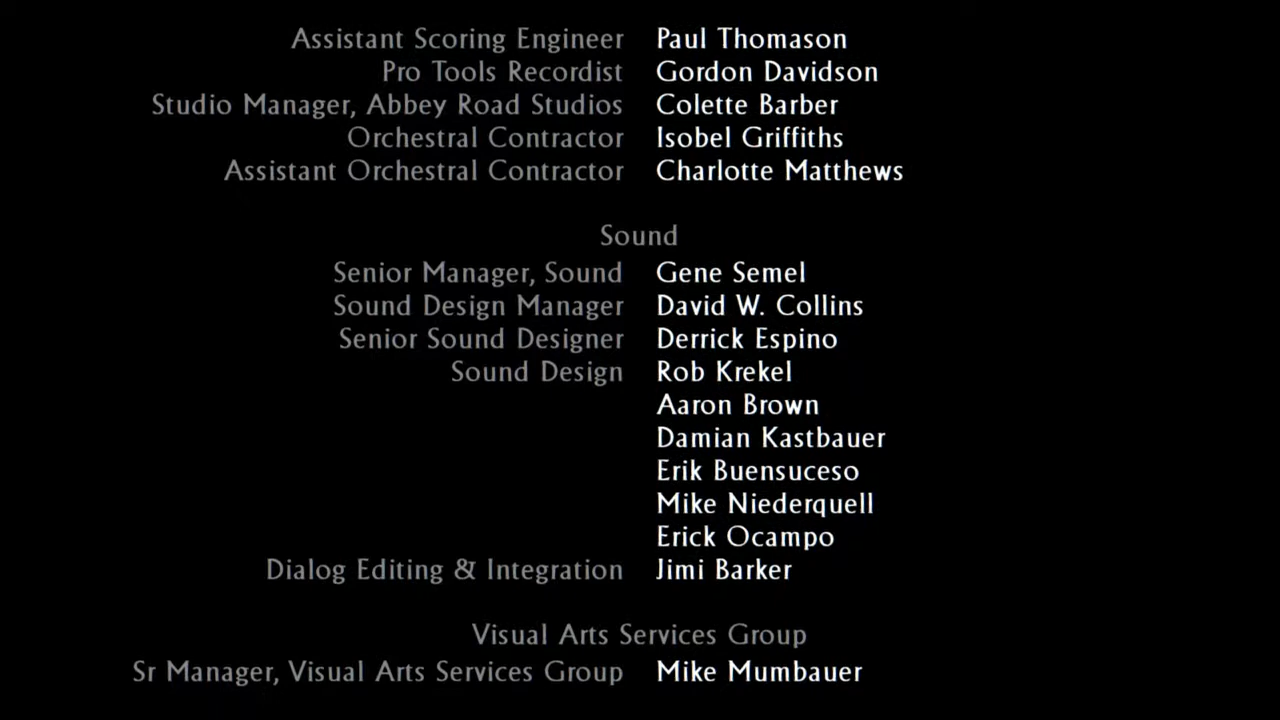 Assistant Scoring Engineer Paul Thomason
Pro Tools Recordist Gordon Davidson
Studio Manager, Abbey Road Studios Colette Barber
Orchestral Contractor Isobel Griffiths
Assistant Orchestral Contractor Charlotte Matthews
Sound
Senior Manager, Sound Gene Semel
Sound Design Manager David W. Collins
Senior Sound Designer Derrick Espino
Sound Design Rob Krekel
Aaron Brown
Damian Kastbauer
Erik Buensuceso
Mike Niederquell
Erick Ocampo
Dialog Editing & Integration Jimi Barker
Visual Arts Services Group
Sr Manager, Visual Arts Services Group Mike Mumbauer